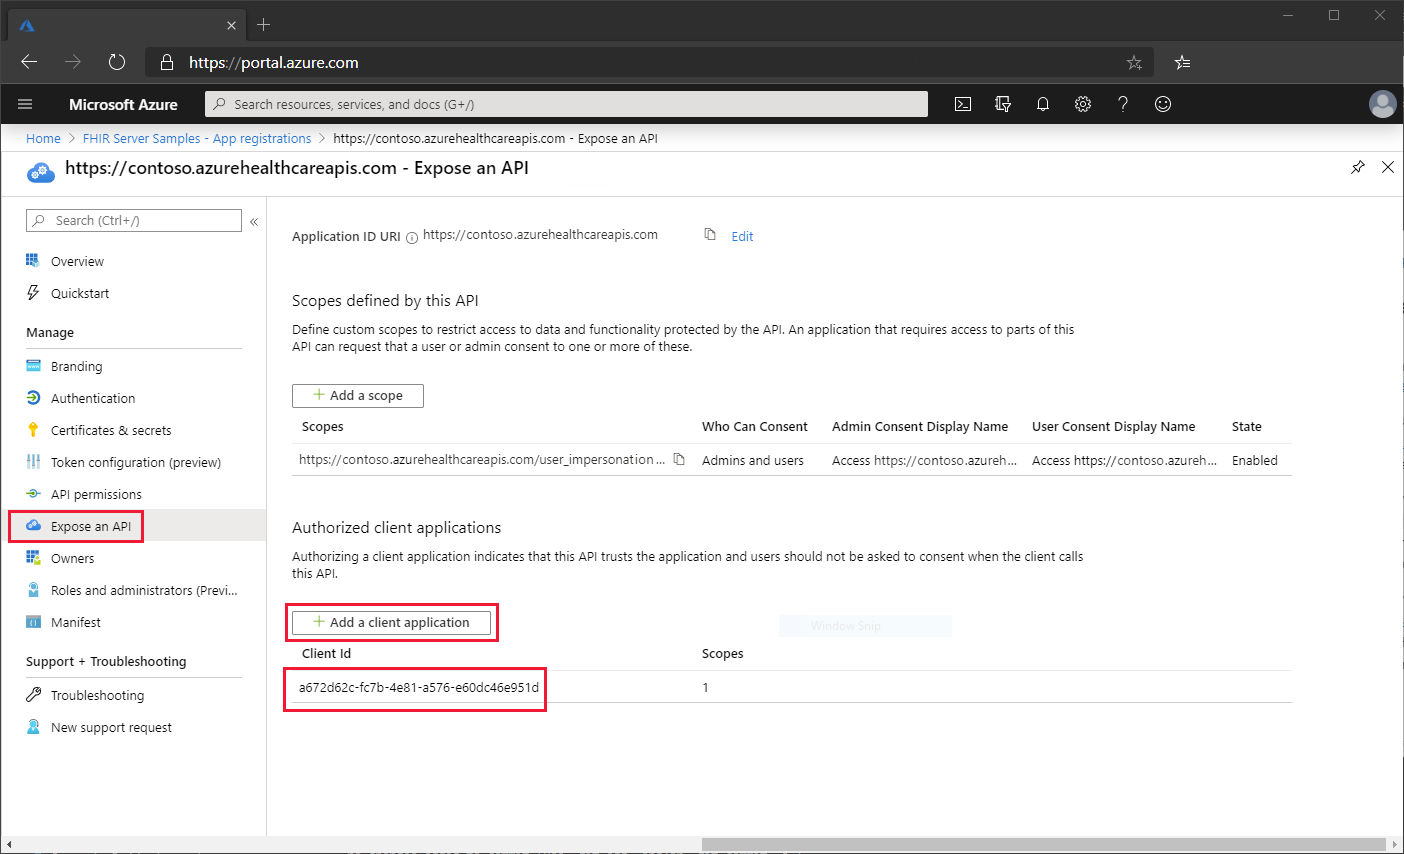 https://portal.azure.com
Microsoft Azure
Search resources, services, and docs (G+/)
Home > FHIR Server Samples - App registrations > https://contoso.azurehealthcareapis.com - Expose an API
https://contoso.azurehealthcareapis.com - Expose an API
Search (Ctrl+/)
«
Overview
Quickstart
Manage
Branding
Authentication
Certificates & secrets
Token configuration (preview)
API permissions
Expose an API
Owners
Roles and administrators (Previ...
Manifest
Support + Troubleshooting
Troubleshooting
New support request
Application ID URI https://contoso.azurehealthcareapis.com Edit
Scopes defined by this API
Define custom scopes to restrict access to data and functionality protected by the API. An application that requires access to parts of this
API can request that a user or admin consent to one or more of these.
+ Add a scope
Scopes Who Can Consent Admin Consent Display Name User Consent Display Name State
https://contoso.azurehealthcareapis.com/user_impersonation ... Admins and users Access https://contoso.azureh... Access https://contoso.azureh... Enabled
Authorized client applications
Authorizing a client application indicates that this API trusts the application and users should not be asked to consent when the client calls
this API.
+ Add a client application
Window Snip
Client Id Scopes
a672d62c-fc7b-4e81-a576-e60dc46e951d 1